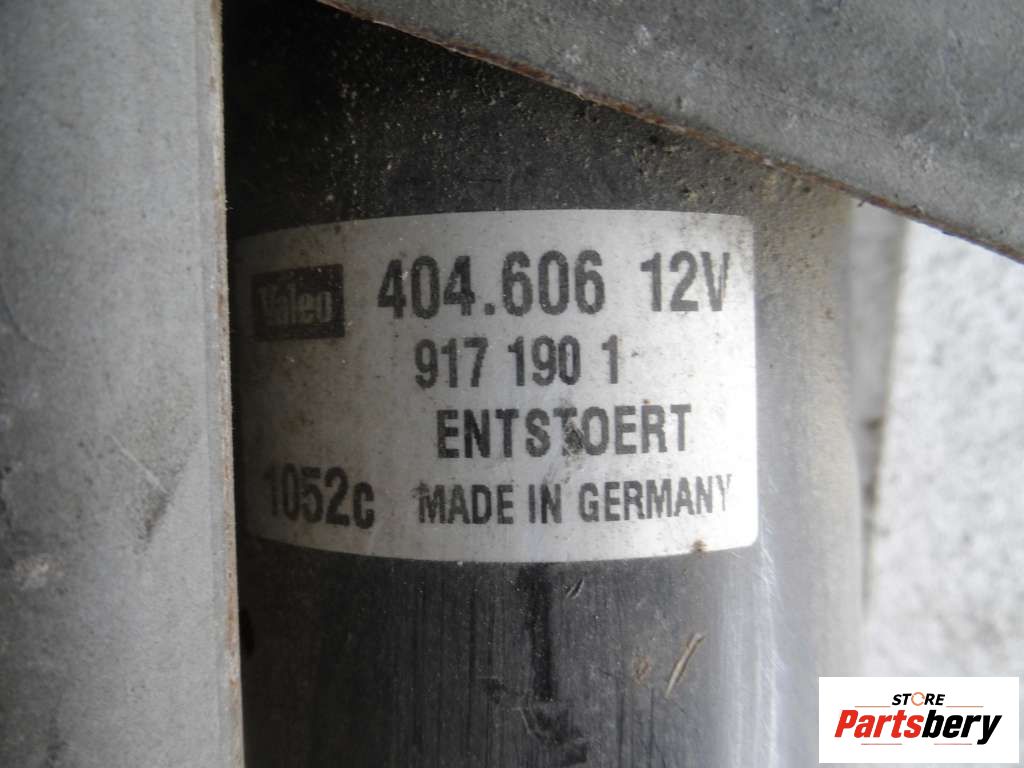 Valeo 404.606 12V
917 190 1
ENTSTOERT
1052c MADE IN GERMANY
STORE
Partsbery